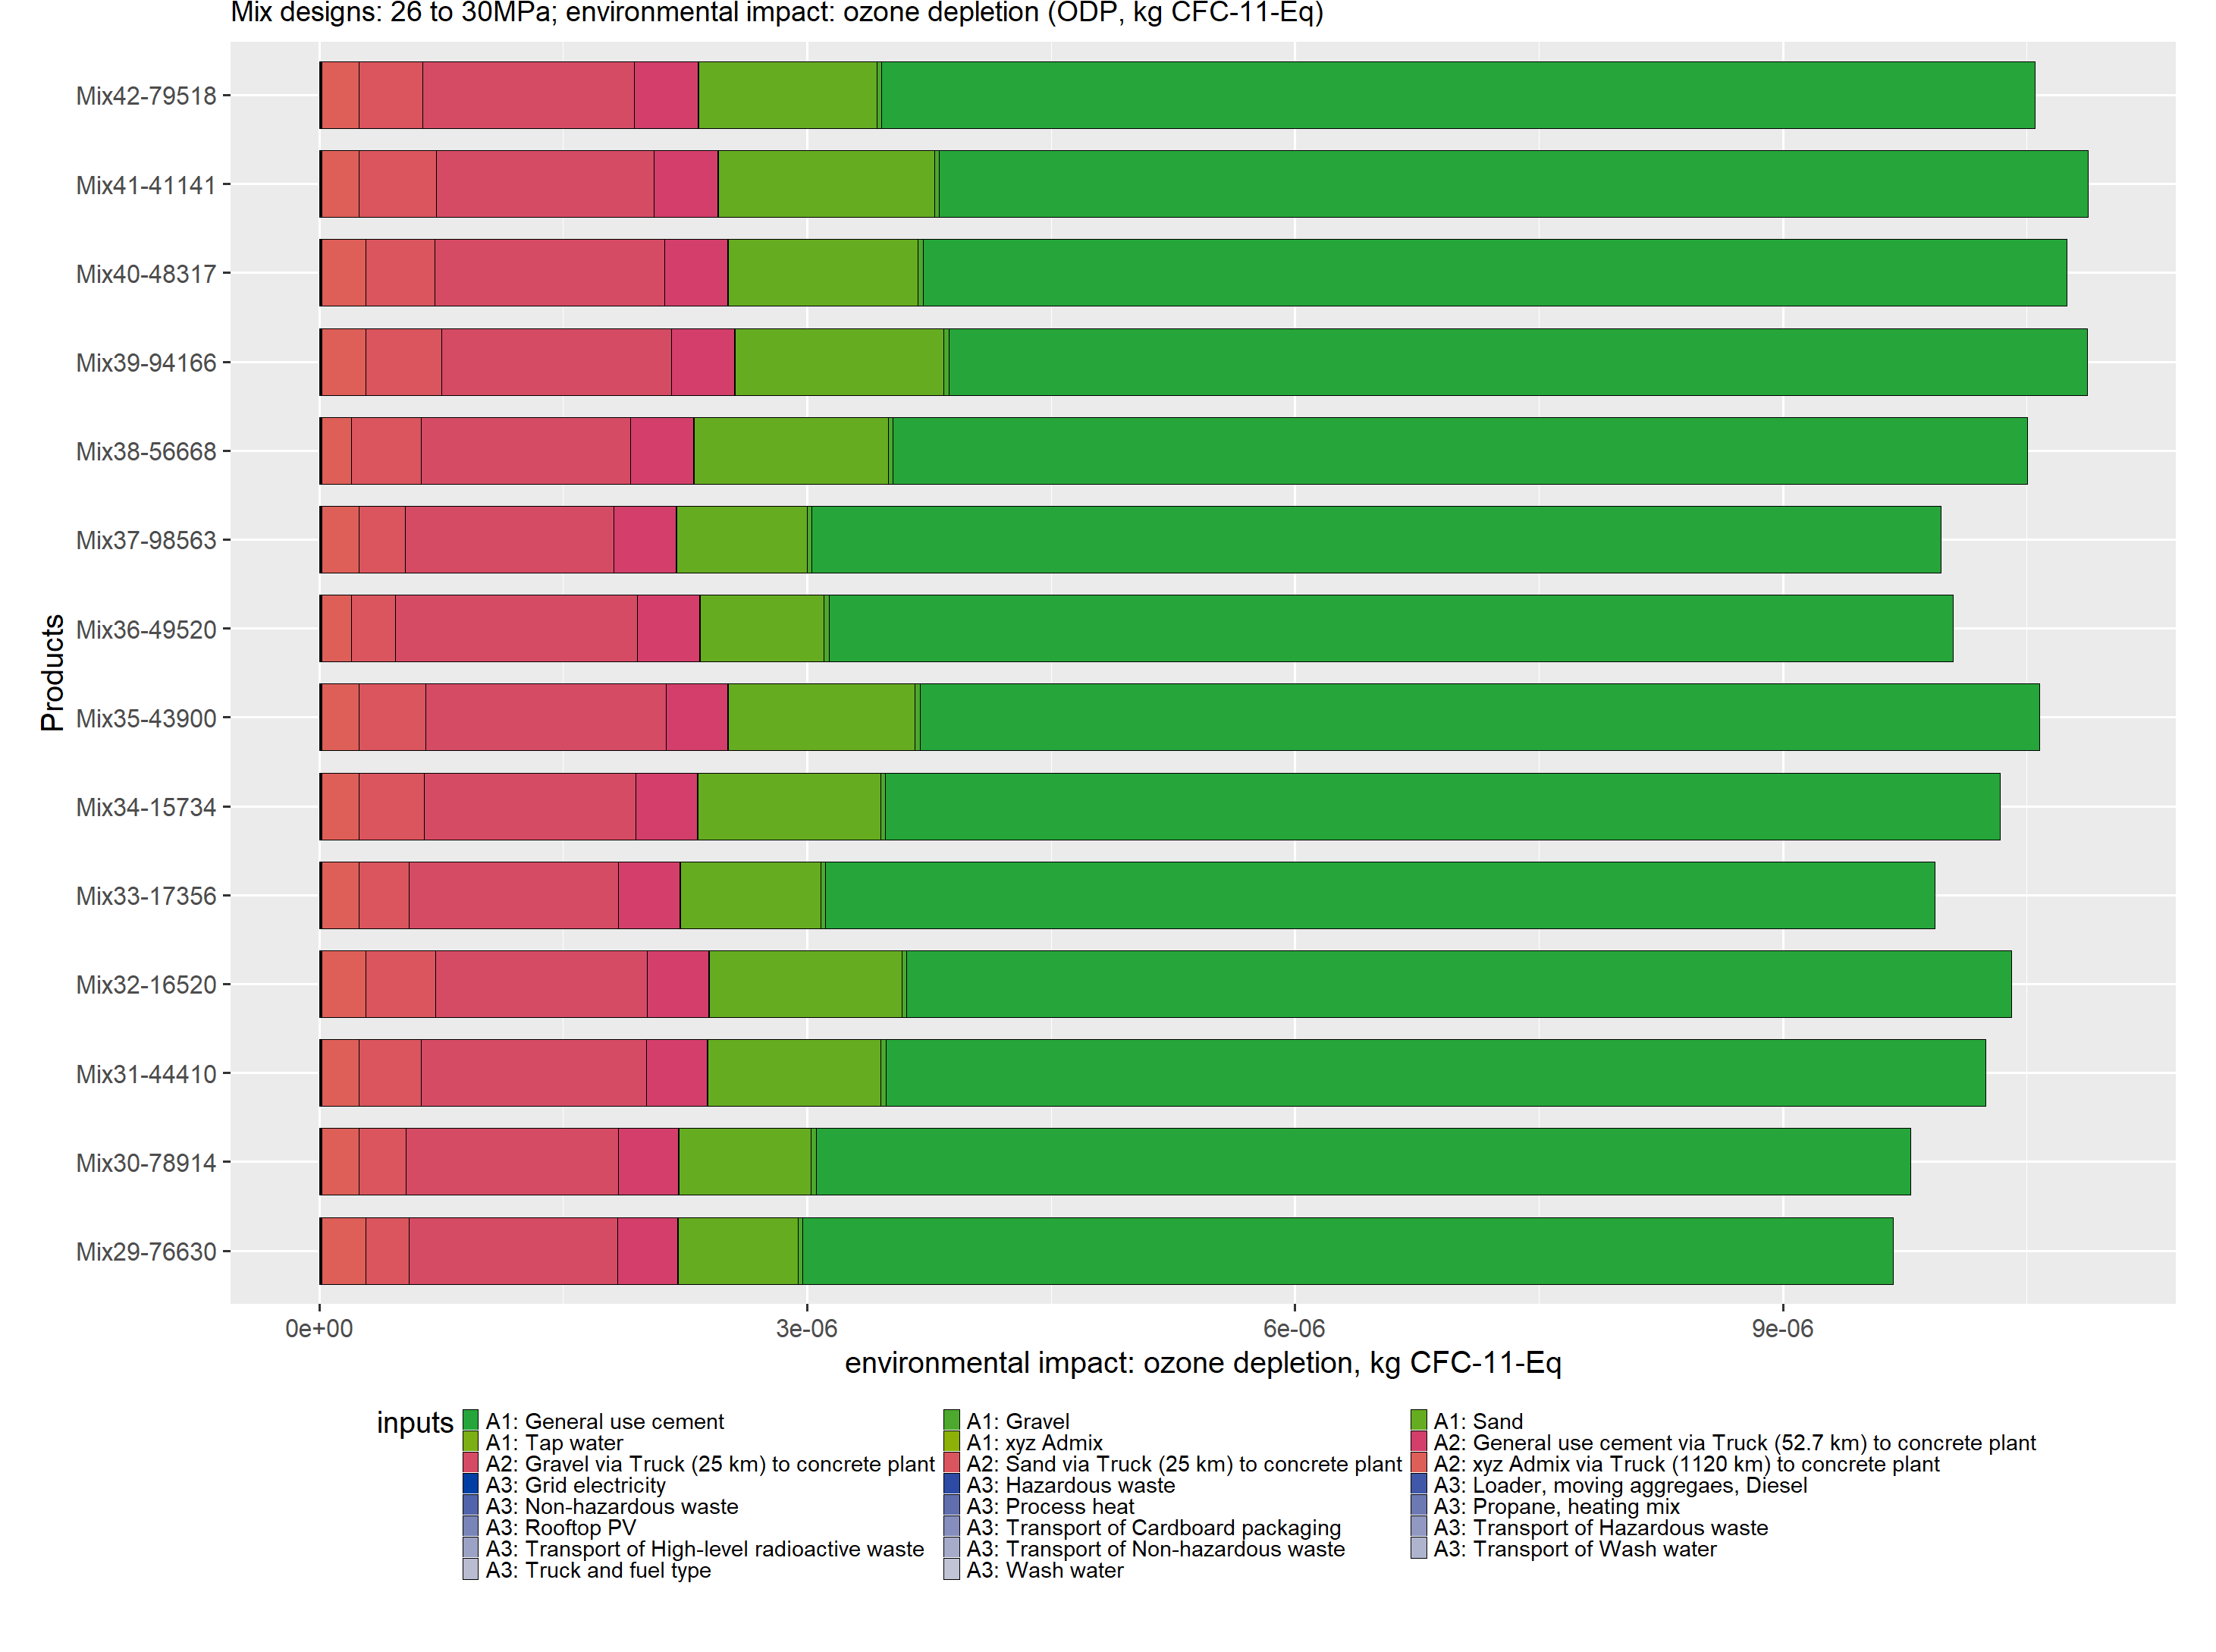 Mix designs: 26 to 30MPa; environmental impact: ozone depletion (ODP, kg CFC-11-Eq)
Products
Mix42-79518
Mix41-41141
Mix40-48317
Mix39-94166
Mix38-56668
Mix37-98563
Mix36-49520
Mix35-43900
Mix34-15734
Mix33-17356
Mix32-16520
Mix31-44410
Mix30-78914
Mix29-76630
0e+00 3e-06 6e-06 9e-06
environmental impact: ozone depletion, kg CFC-11-Eq
inputs
A1: General use cement A1: Gravel A1: Sand
A1: Tap water A1: xyz Admix A2: General use cement via Truck (52.7 km) to concrete plant
A2: Gravel via Truck (25 km) to concrete plant A2: Sand via Truck (25 km) to concrete plant A2: xyz Admix via Truck (1120 km) to concrete plant
A3: Grid electricity A3: Hazardous waste A3: Loader, moving aggregaes, Diesel
A3: Non-hazardous waste A3: Process heat A3: Propane, heating mix
A3: Rooftop PV A3: Transport of Cardboard packaging A3: Transport of Hazardous waste
A3: Transport of High-level radioactive waste A3: Transport of Non-hazardous waste A3: Transport of Wash water
A3: Truck and fuel type A3: Wash water